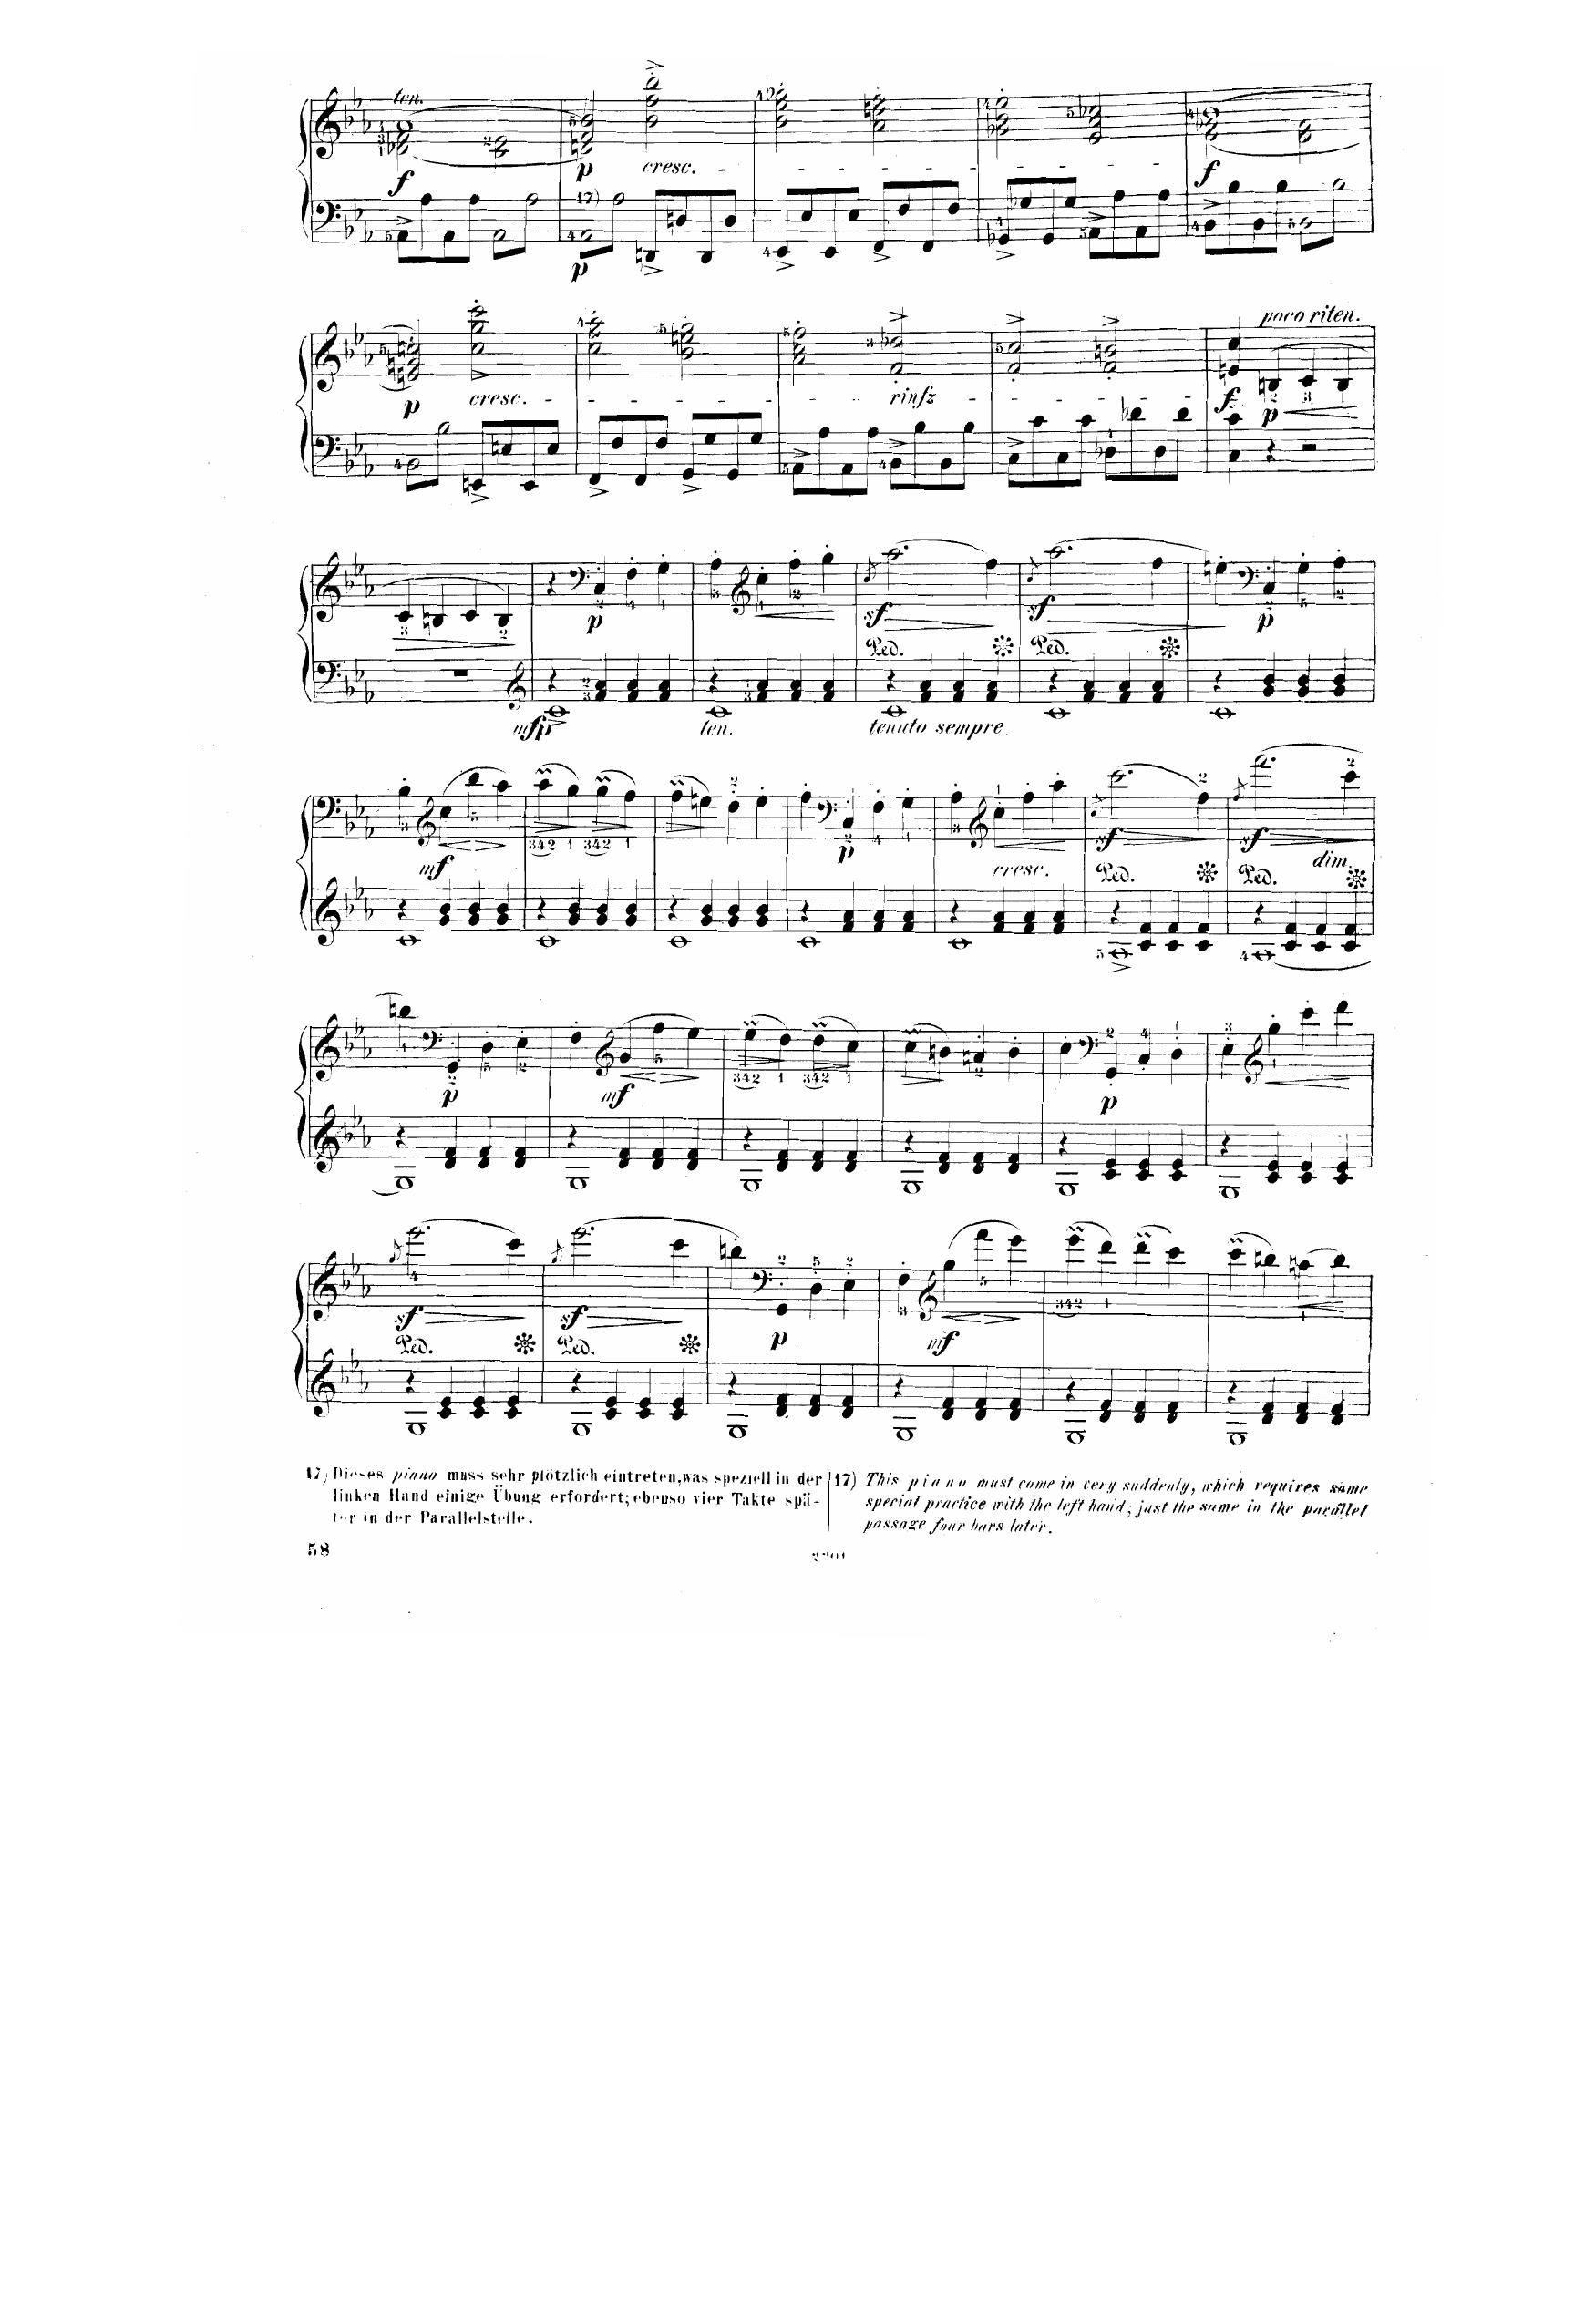 ten.
f p cresc. f
17)
p
poco riten.
p cresc. rinfz f p
p sf sf p
Ped. Ped.
mfp ten. tenuto sempre
mf p cresc. sf sf dim.
Ped. Ped.
p mf p
sf sf p mf
Ped. Ped.
17) Dieses piano muss sehr plötzlich eintreten, was speziell in der
linken Hand einige Übung erfordert; ebenso vier Takte spä-
ter in der Parallelstelle.
17) This piano must come in very suddenly, which requires some
special practice with the left hand; just the same in the parallel
passage four bars later.
58